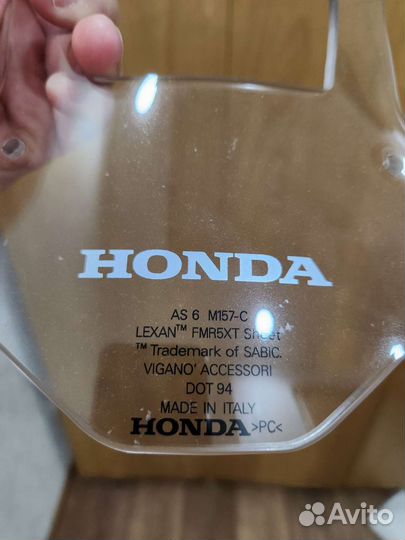 HONDA
AS 6 M157-C
LEXAN™ FMR5XT Sheet
™ Trademark of SABIC.
VIGANO' ACCESSORI
DOT 94
MADE IN ITALY
HONDA >PC<
Avito